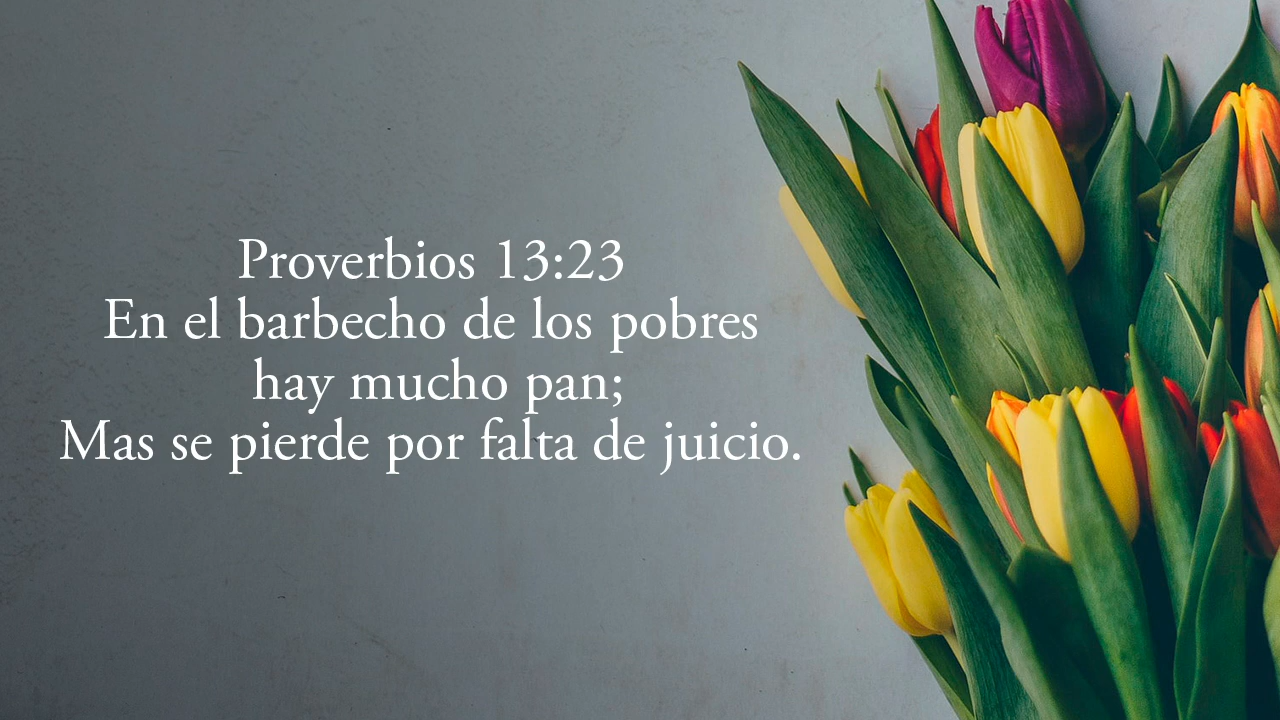 Proverbios 13:23
En el barbecho de los pobres
hay mucho pan;
Mas se pierde por falta de juicio.